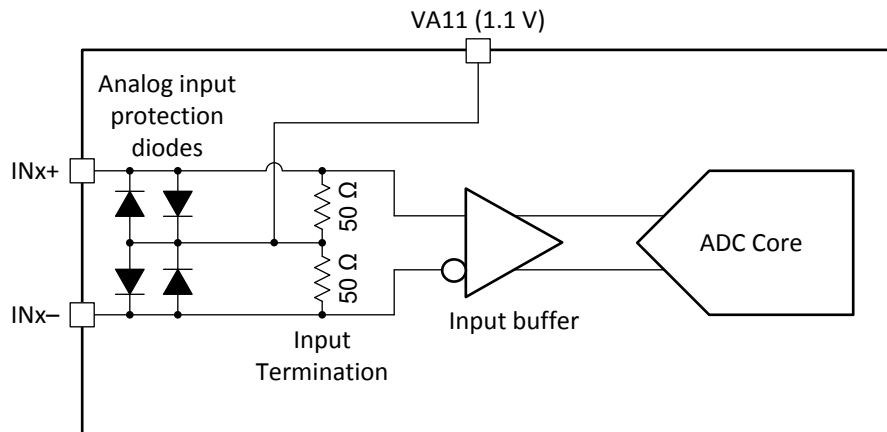 VA11 (1.1 V)
Analog input
protection
diodes
INx+
50 Ω
50 Ω
ADC Core
INx–
Input buffer
Input
Termination